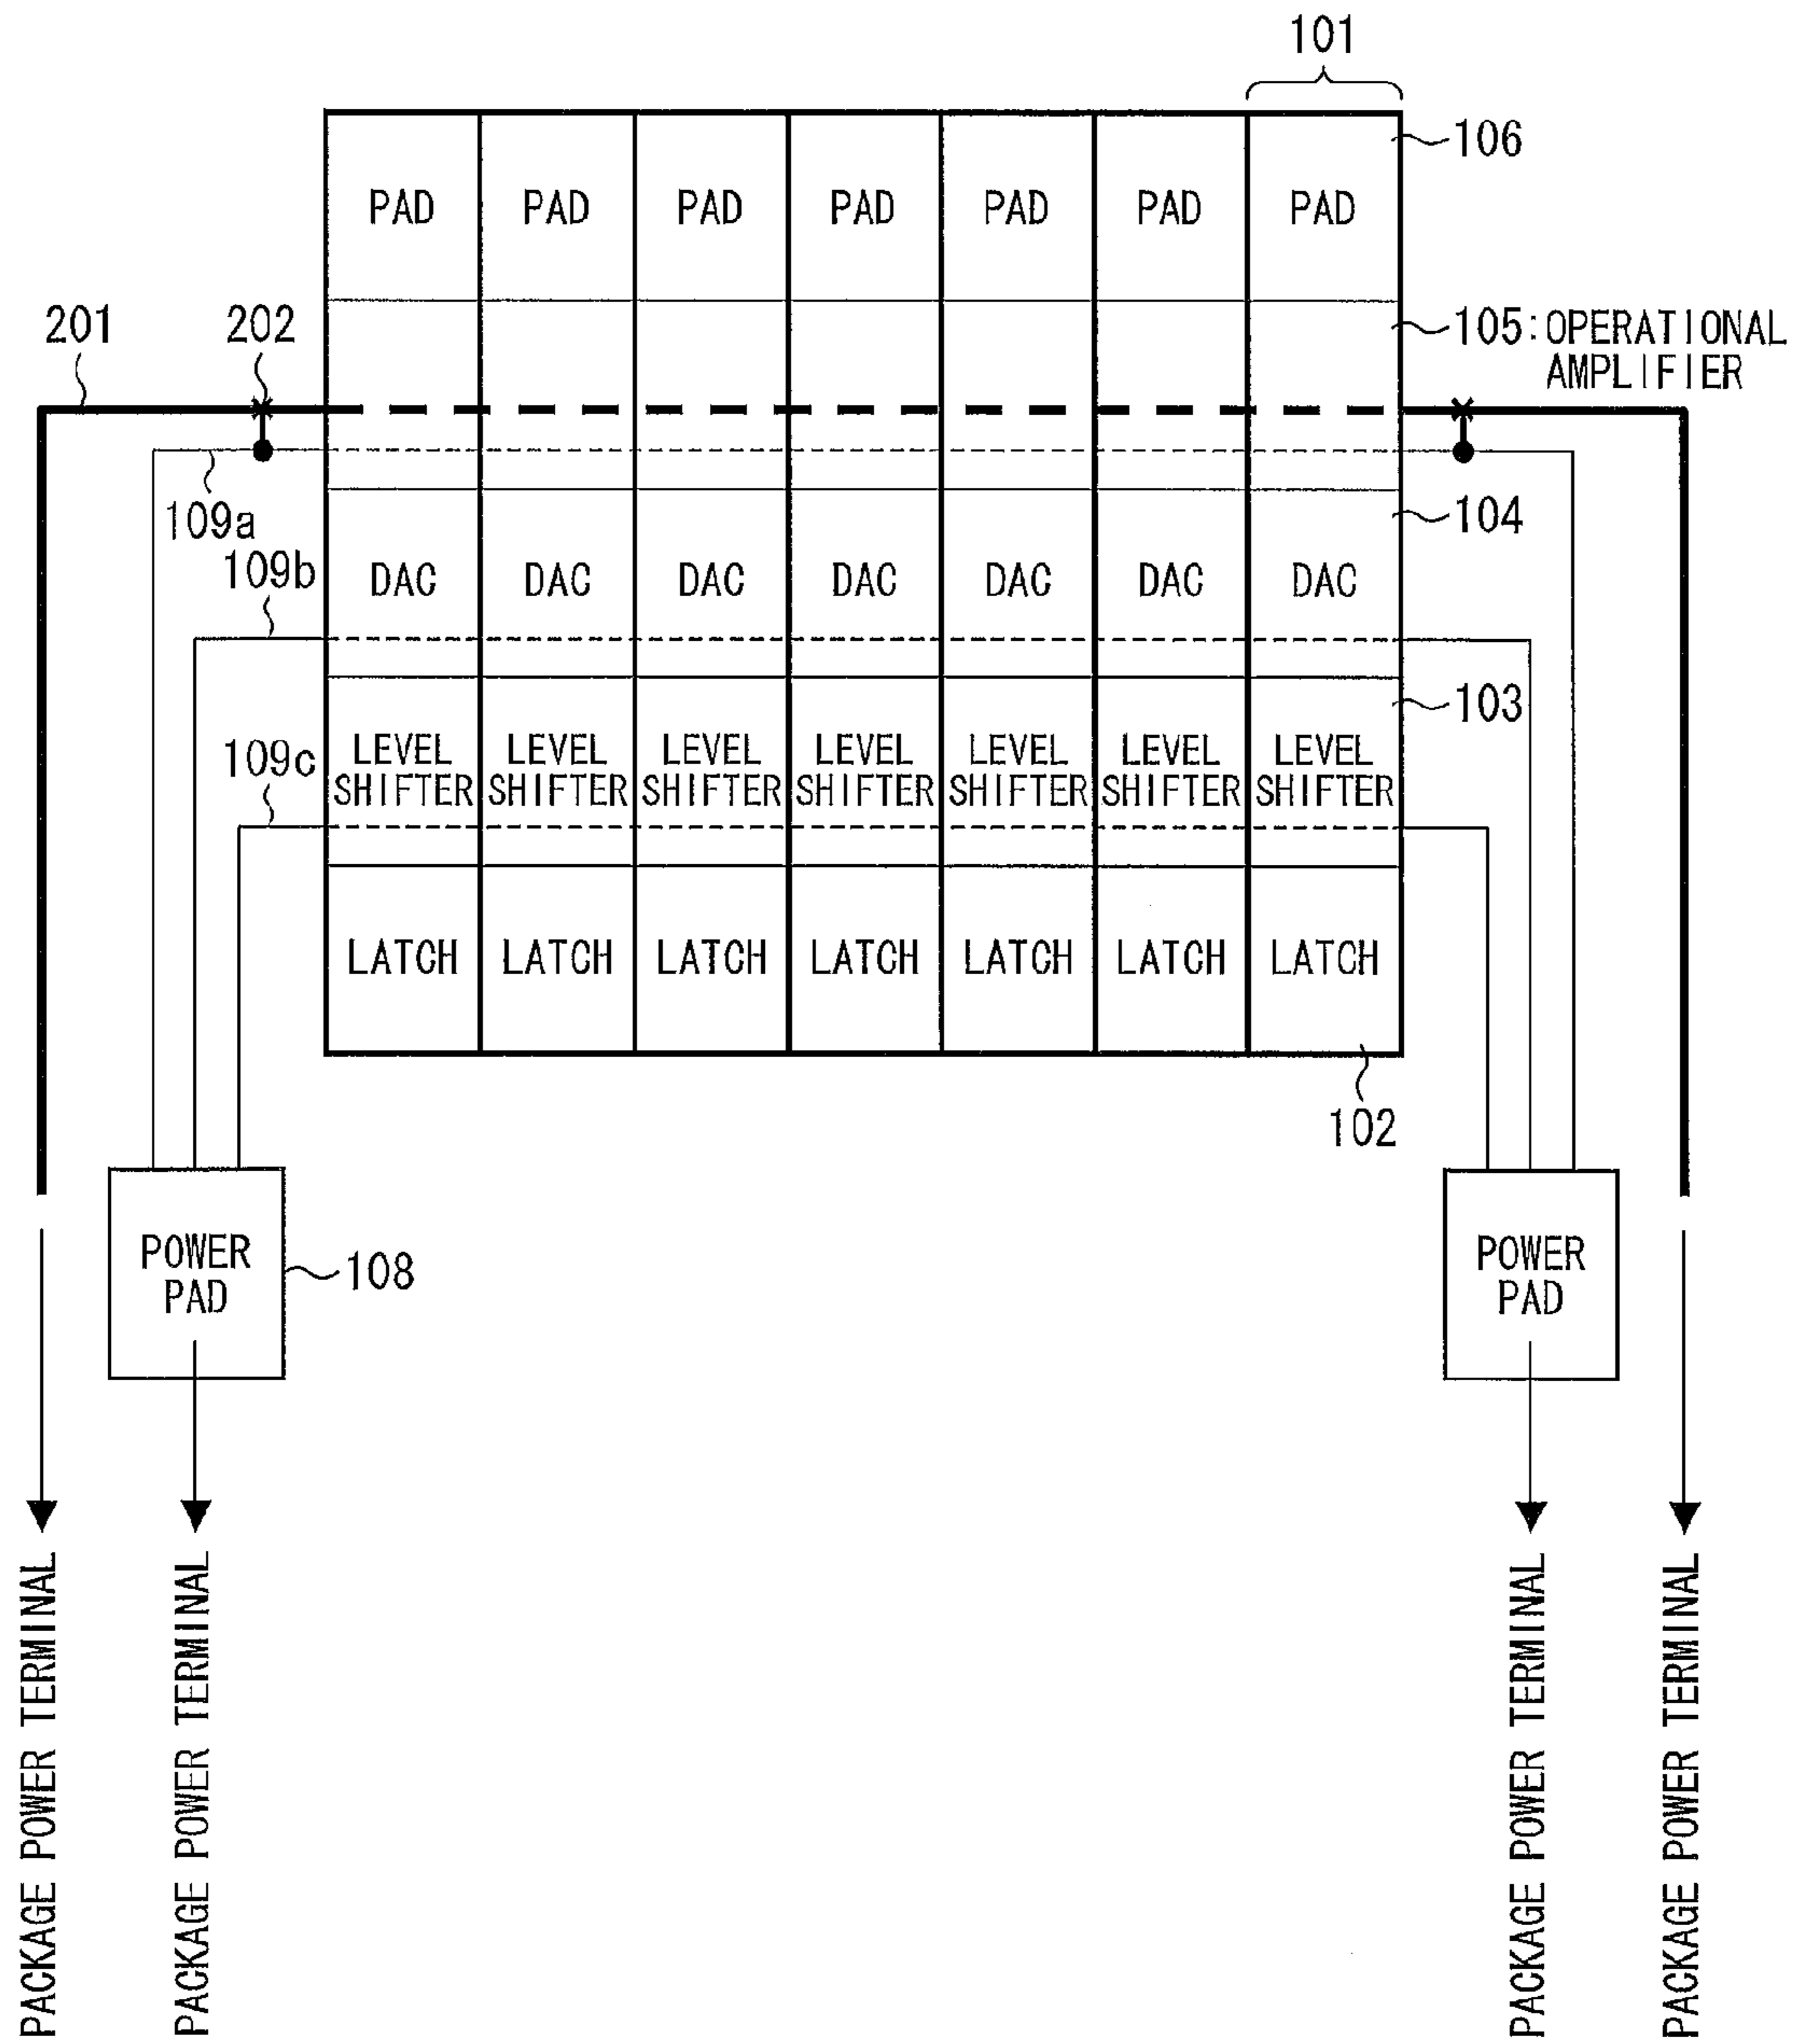 101
106
PAD PAD PAD PAD PAD PAD PAD
201
202
105:OPERATIONAL
AMPLIFIER
109a
104
109b
DAC DAC DAC DAC DAC DAC DAC
103
109c
LEVEL LEVEL LEVEL LEVEL LEVEL LEVEL LEVEL
SHIFTER SHIFTER SHIFTER SHIFTER SHIFTER SHIFTER SHIFTER
LATCH LATCH LATCH LATCH LATCH LATCH LATCH
102
POWER
PAD
108
POWER
PAD
PACKAGE POWER TERMINAL
PACKAGE POWER TERMINAL
PACKAGE POWER TERMINAL
PACKAGE POWER TERMINAL